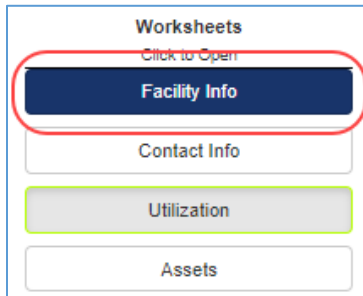 Worksheets
Click to Open
Facility Info
Contact Info
Utilization
Assets